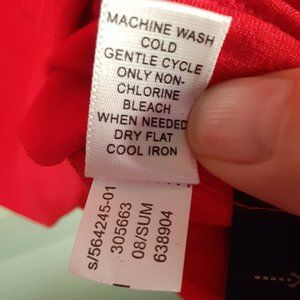 MACHINE WASH
COLD
GENTLE CYCLE
ONLY NON-
CHLORINE
BLEACH
WHEN NEEDED
DRY FLAT
COOL IRON
s/564245-01
305663
08/SUM
638904